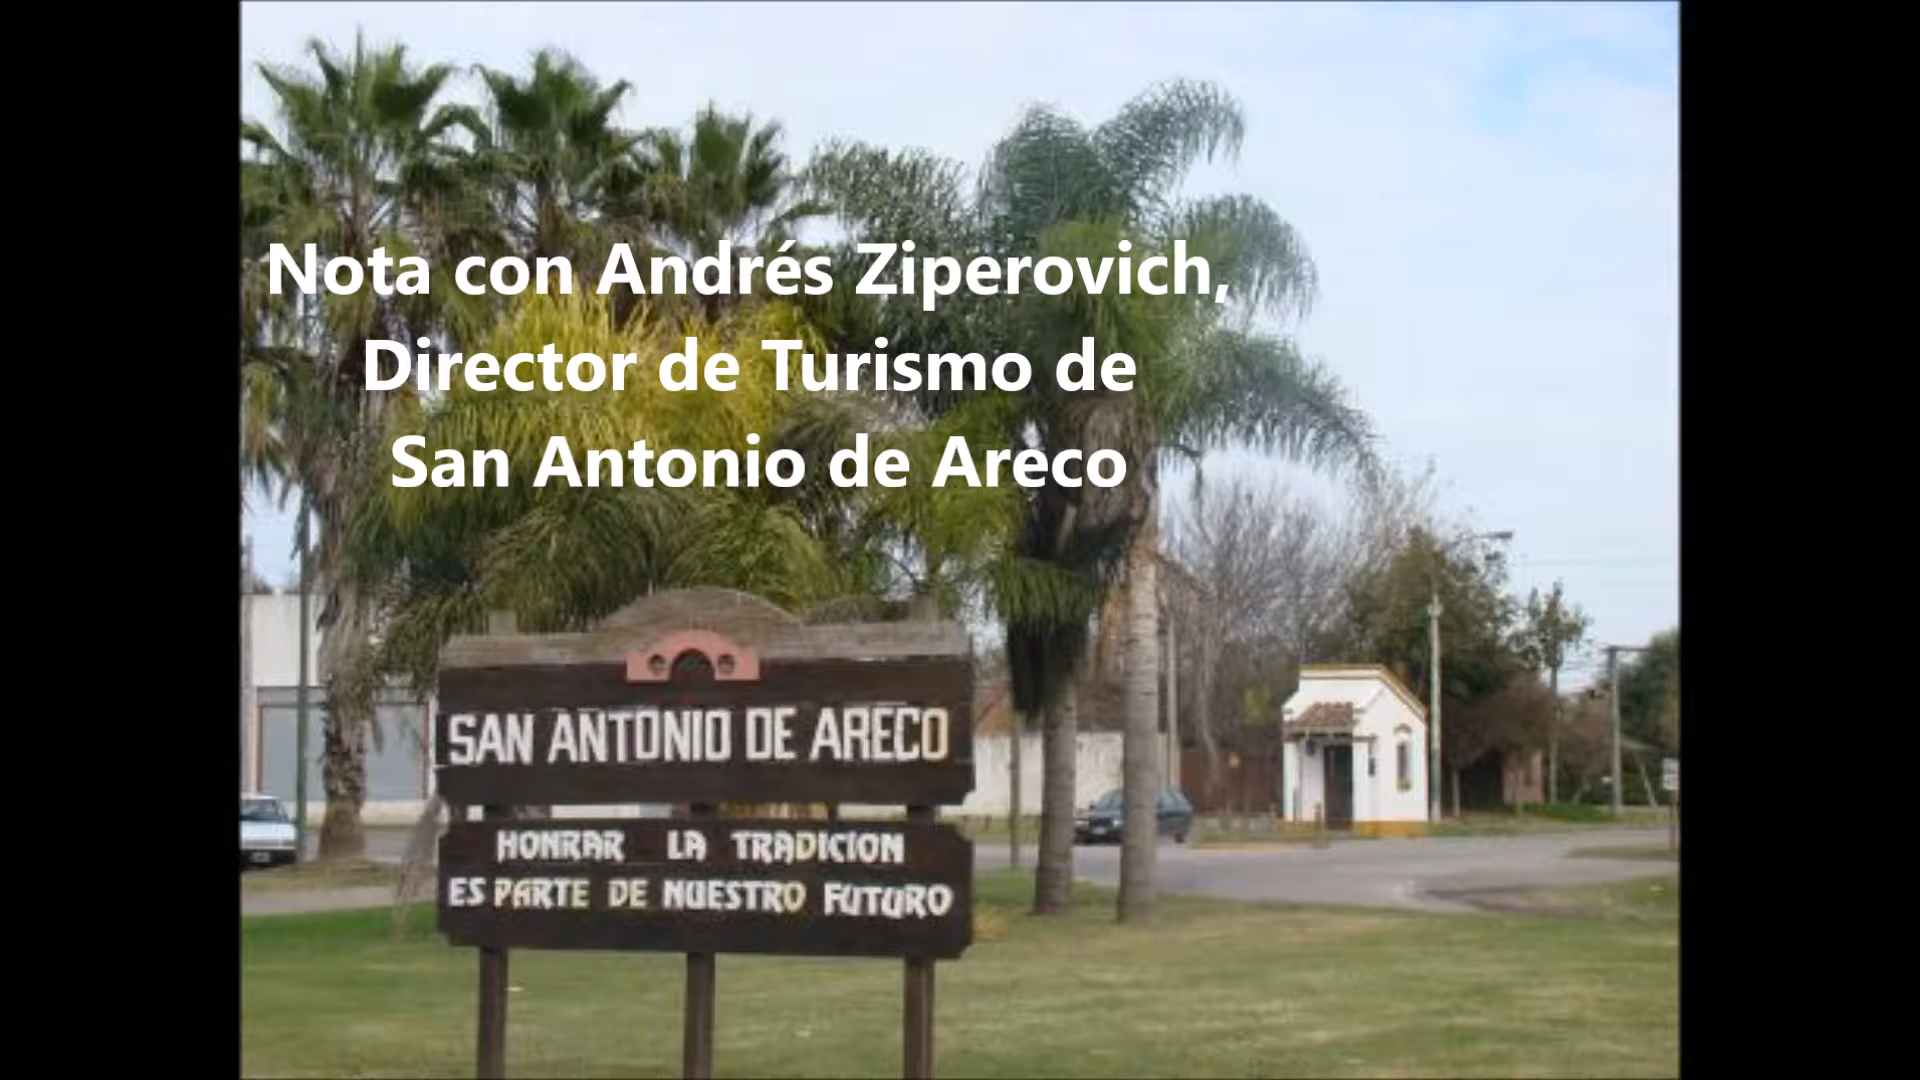 Nota con Andrés Ziperovich,
Director de Turismo de
San Antonio de Areco
SAN ANTONIO DE ARECO
HONRAR LA TRADICION
ES PARTE DE NUESTRO FUTURO